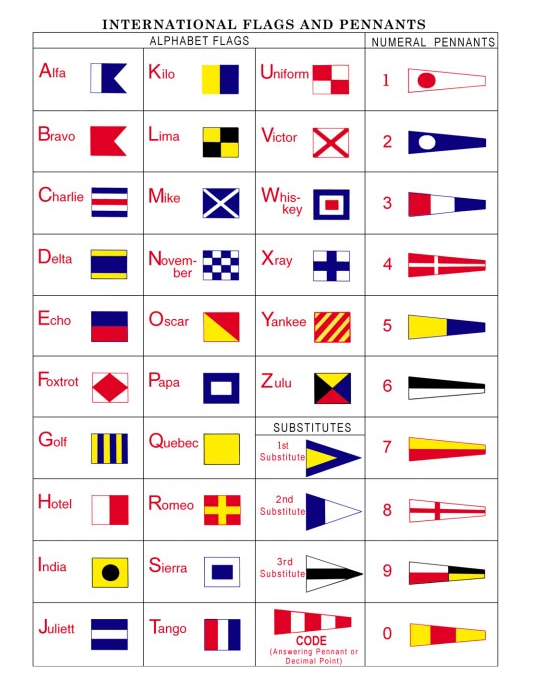 INTERNATIONAL FLAGS AND PENNANTS
ALPHABET FLAGS
NUMERAL PENNANTS
Alfa
Kilo
Uniform
1
Bravo
Lima
Victor
2
Charlie
Mike
Whis-
key
3
Delta
Novem-
ber
Xray
4
Echo
Oscar
Yankee
5
Foxtrot
Papa
Zulu
6
Golf
Quebec
SUBSTITUTES
1st
Substitute
7
Hotel
Romeo
2nd
Substitute
8
India
Sierra
3rd
Substitute
9
Juliett
Tango
CODE
(Answering Pennant or
Decimal Point)
0